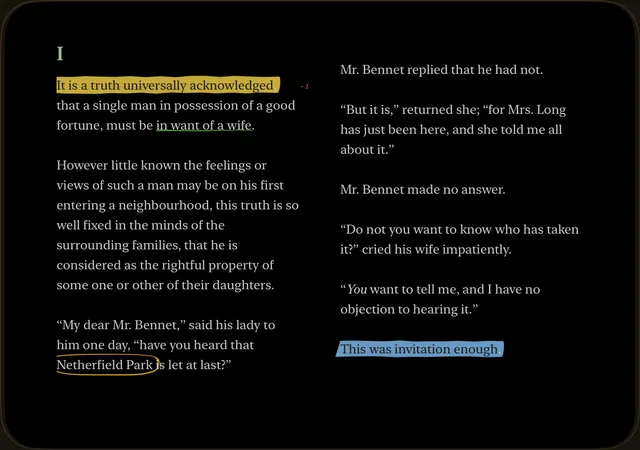 I
It is a truth universally acknowledged
that a single man in possession of a good
fortune, must be in want of a wife.
However little known the feelings or
views of such a man may be on his first
entering a neighbourhood, this truth is so
well fixed in the minds of the
surrounding families, that he is
considered as the rightful property of
some one or other of their daughters.
“My dear Mr. Bennet,” said his lady to
him one day, “have you heard that
Netherfield Park is let at last?”
Mr. Bennet replied that he had not.
“But it is,” returned she; “for Mrs. Long
has just been here, and she told me all
about it.”
Mr. Bennet made no answer.
“Do not you want to know who has taken
it?” cried his wife impatiently.
“You want to tell me, and I have no
objection to hearing it.”
This was invitation enough